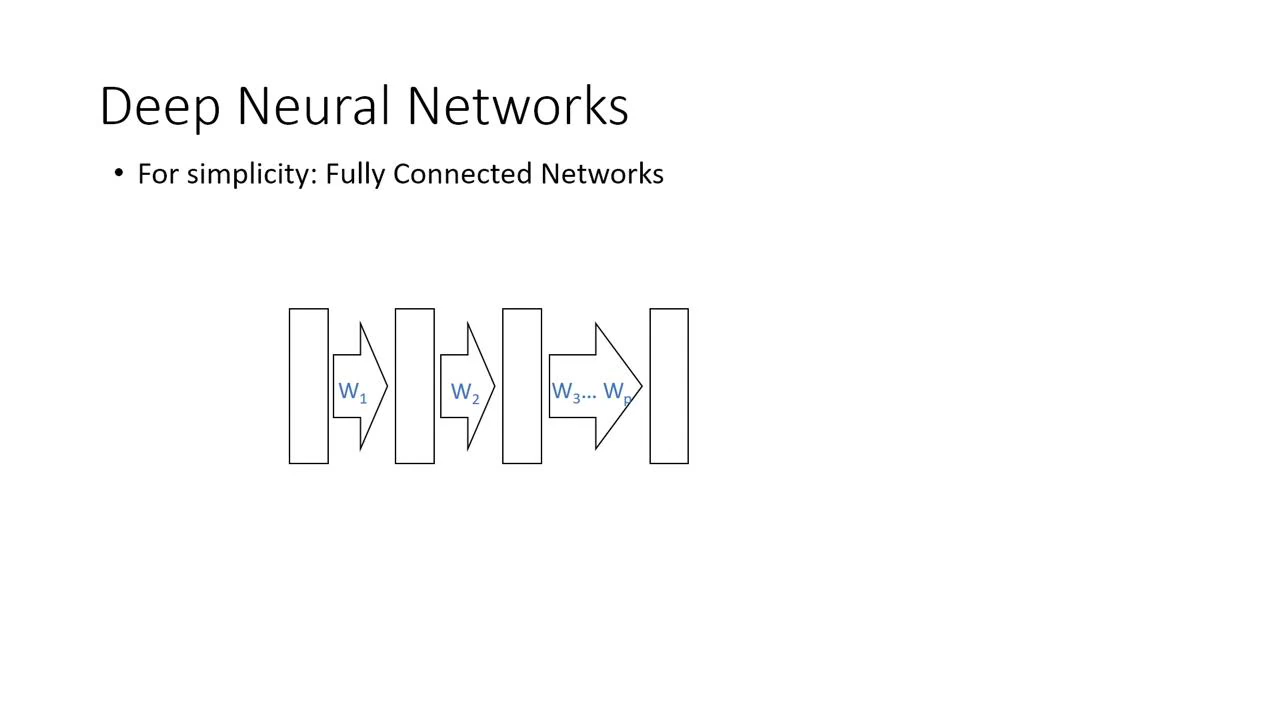 Deep Neural Networks
• For simplicity: Fully Connected Networks
W₁ W₂ W₃... Wₚ